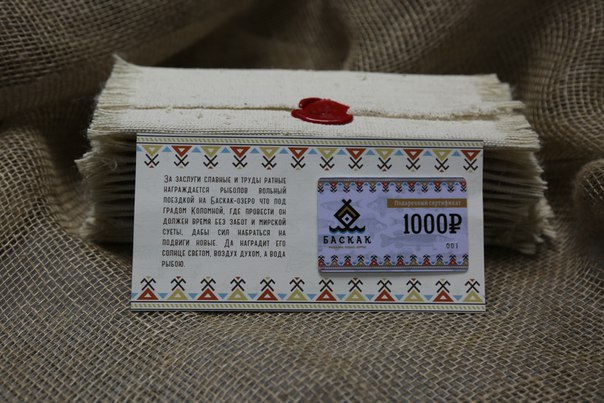 За заслуги славные и труды ратные
награждается рыболов вольный
поездкой на Баскак-озеро что под
градом Коломной, где провести он
должен время без забот и мирской
суеты, дабы сил набраться на
подвиги новые. Да наградит его
солнце светом, воздух духом, а вода
рыбою.
Подарочный сертификат
1000₽
001
БАСКАК